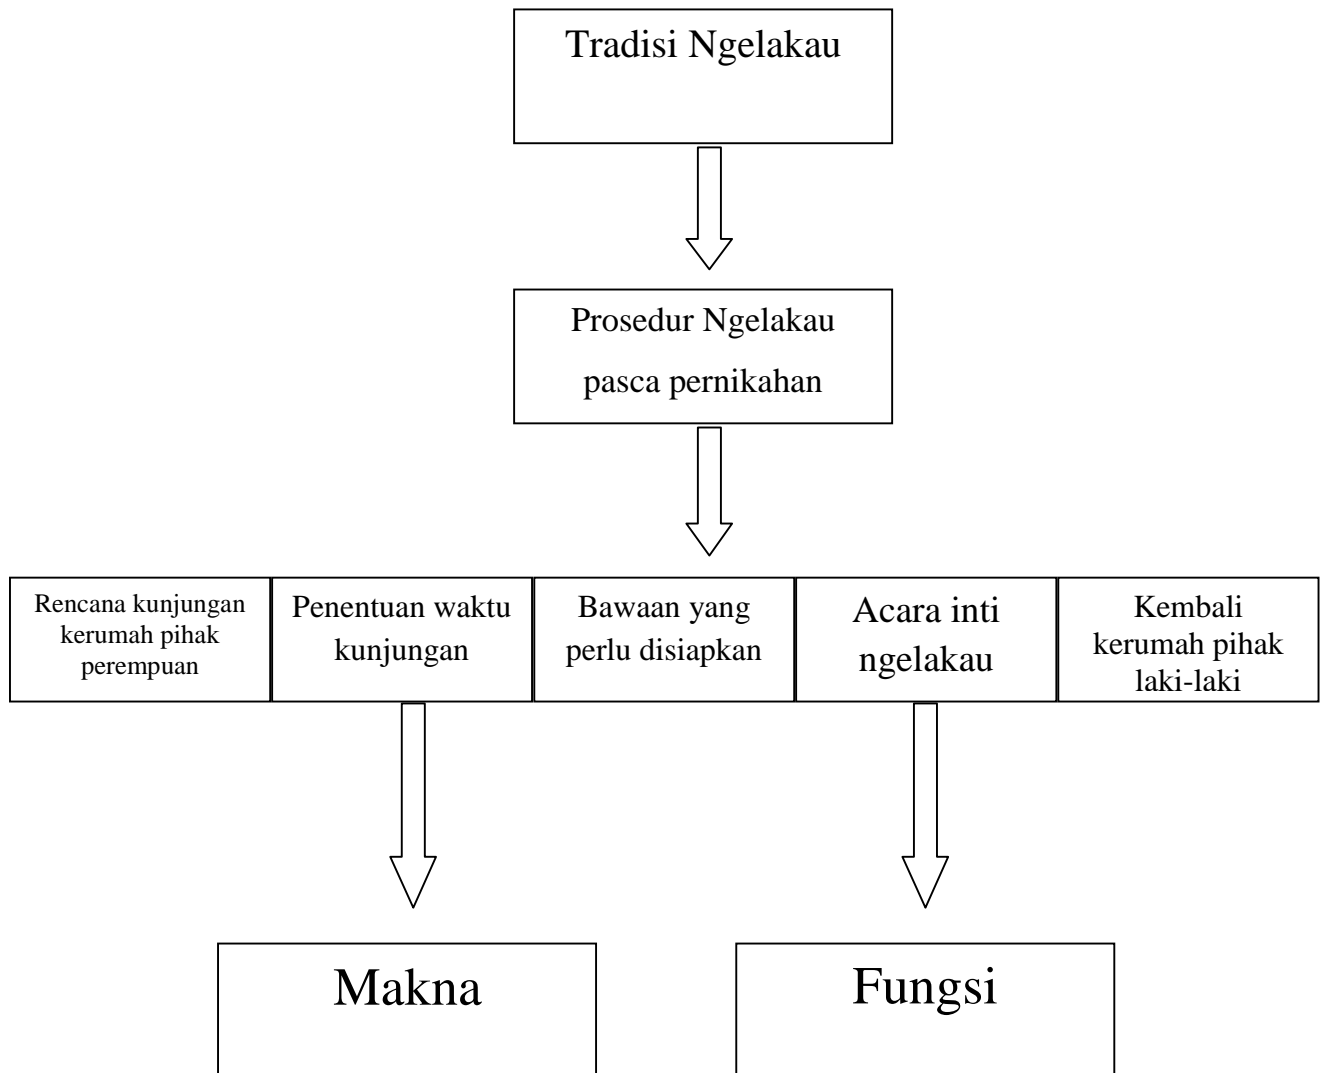 Tradisi Ngelakau
Prosedur Ngelakau
pasca pernikahan
Rencana kunjungan
kerumah pihak
perempuan
Penentuan waktu
kunjungan
Bawaan yang
perlu disiapkan
Acara inti
ngelakau
Kembali
kerumah pihak
laki-laki
Makna
Fungsi